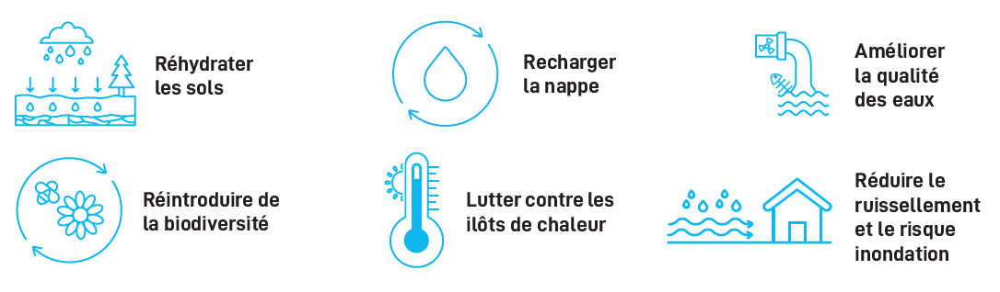 Réhydrater
les sols
Recharger
la nappe
Améliorer
la qualité
des eaux
Réintroduire de
la biodiversité
Lutter contre les
ilôts de chaleur
Réduire le
ruissellement
et le risque
inondation